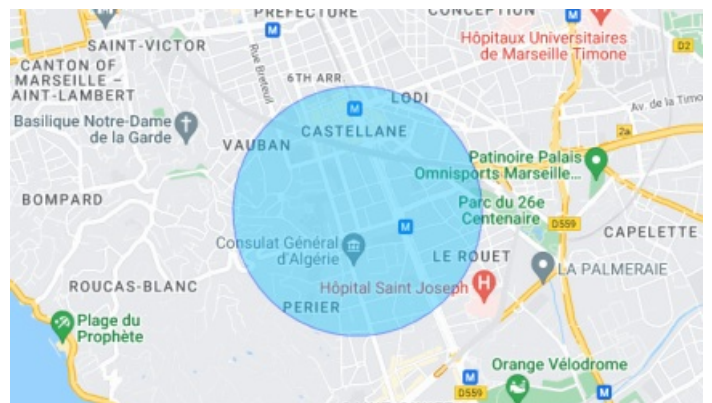 PREFECTURE
CONCEPTION
SAINT-VICTOR
Hôpitaux Universitaires
de Marseille Timone
D2
CANTON OF
MARSEILLE –
AINT-LAMBERT
Rue Breteuil
6TH ARR.
LODI
Av. de la Timo
Basilique Notre-Dame
de la Garde
CASTELLANE
2a
VAUBAN
Patinoire Palais
Omnisports Marseille...
BOMPARD
Parc du 26e
Centenaire
D559
CAPELETTE
Consulat Général
d'Algérie
LE ROUET
LA PALMERAIE
ROUCAS-BLANC
Hôpital Saint Joseph
H
PERIER
Plage du
Prophète
Orange Vélodrome
M
M
M
M
M
D559